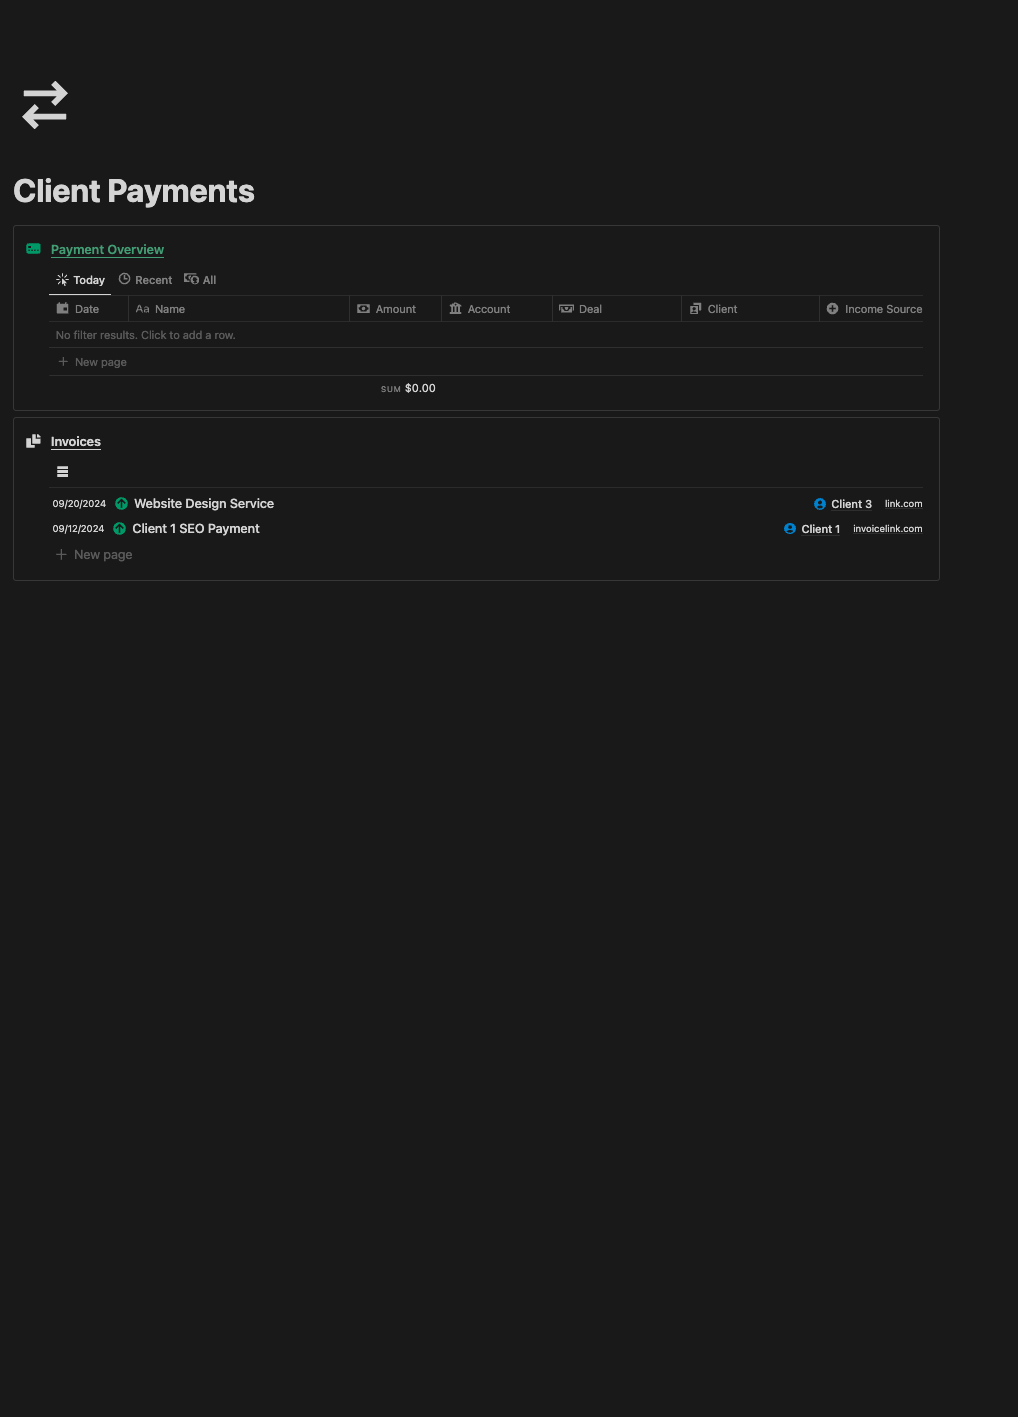 Client Payments
Payment Overview
Today Recent All
Date Aa Name Amount Account Deal Client Income Source
No filter results. Click to add a row.
New page
SUM $0.00
Invoices
09/20/2024 Website Design Service Client 3 link.com
09/12/2024 Client 1 SEO Payment Client 1 invoicelink.com
New page